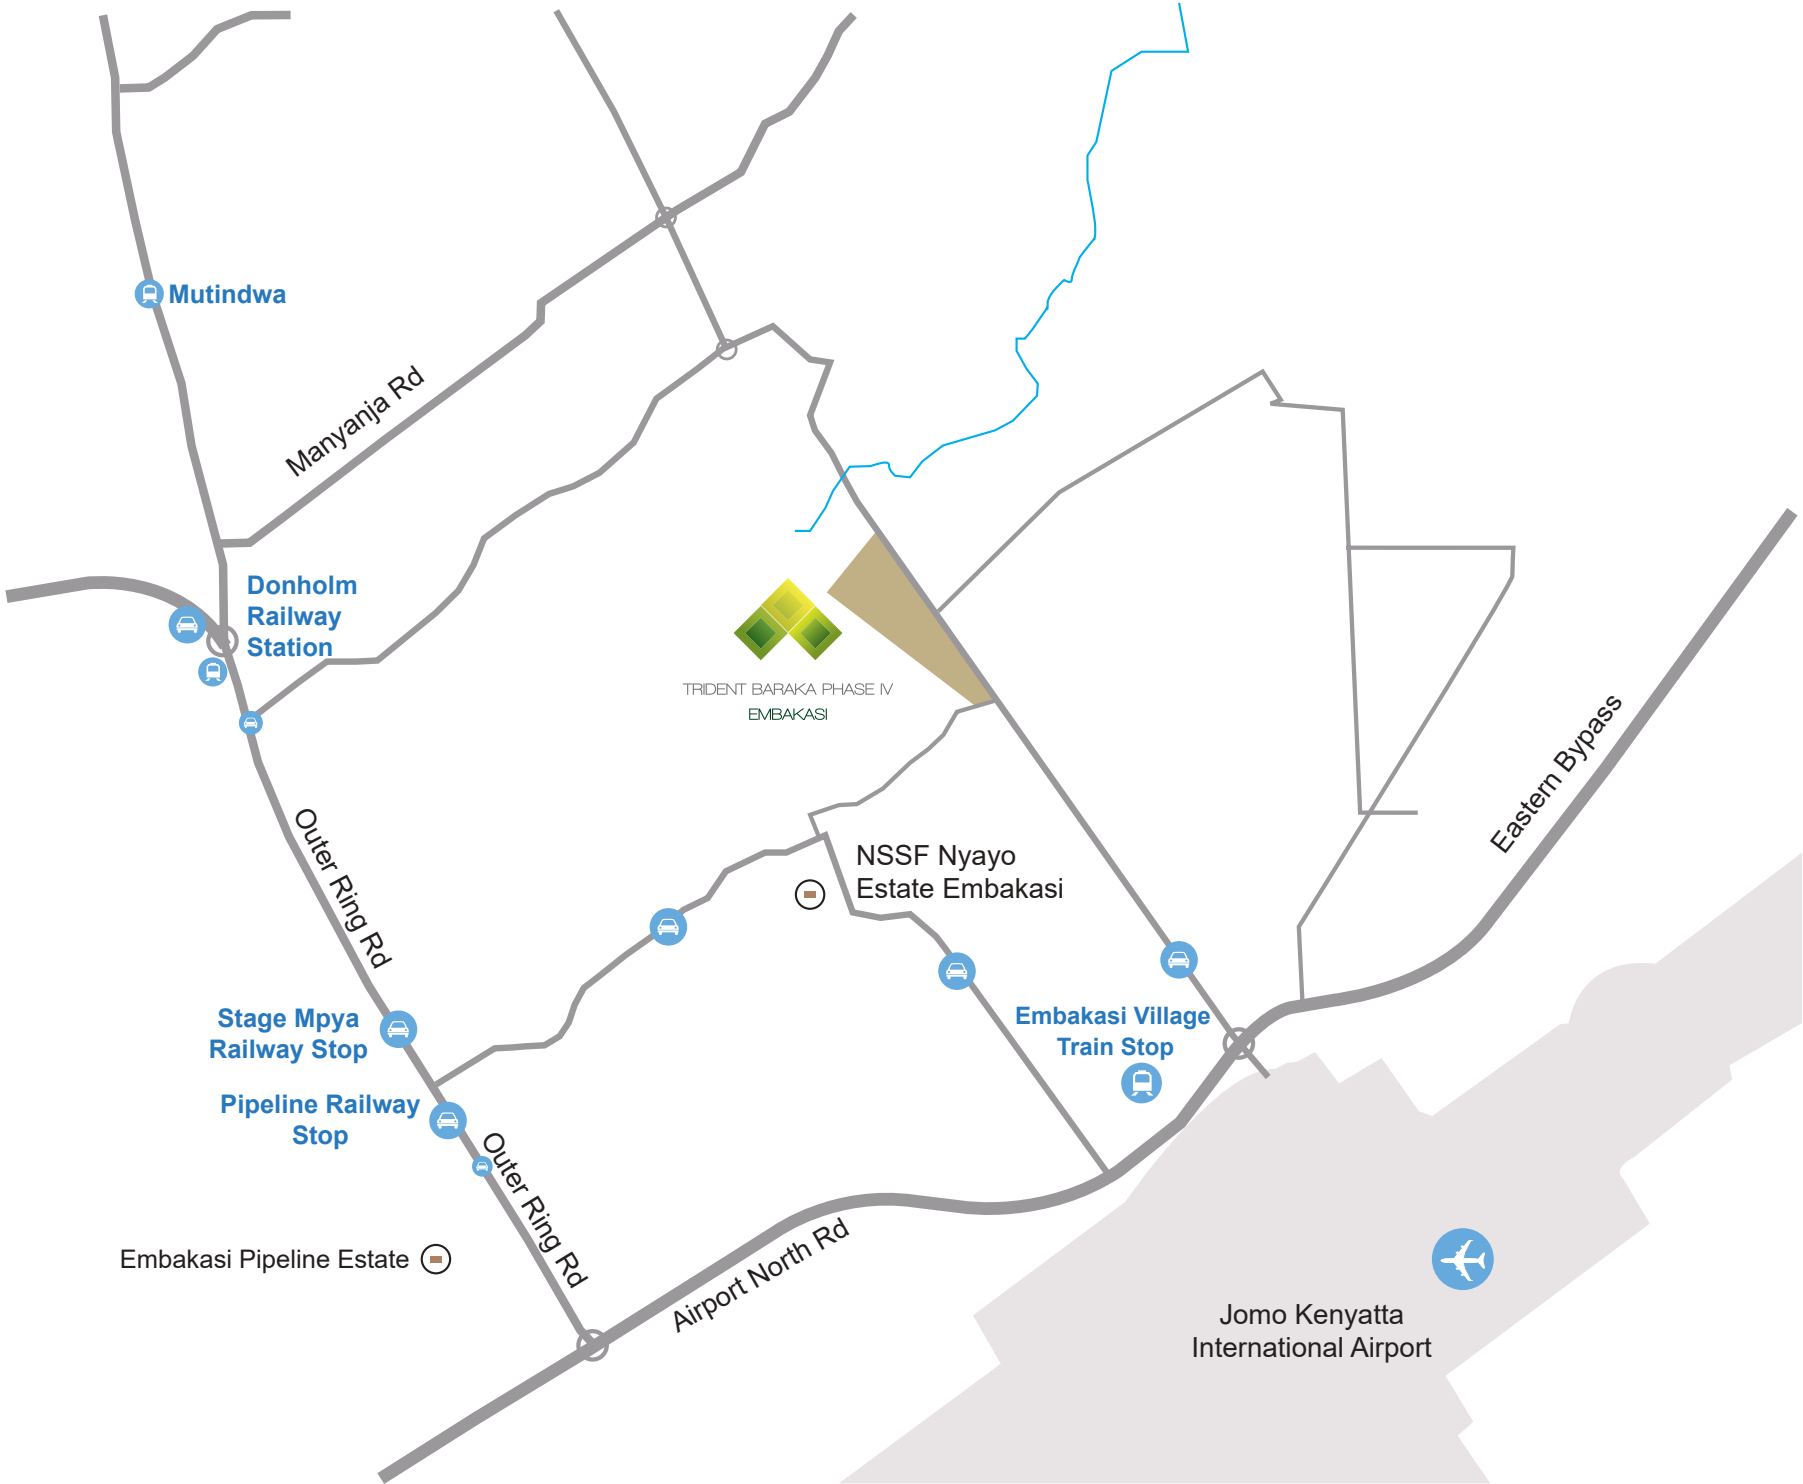 Mutindwa
Manyanja Rd
Donholm
Railway
Station
TRIDENT BARAKA PHASE IV
EMBAKASI
Eastern Bypass
Outer Ring Rd
NSSF Nyayo
Estate Embakasi
Stage Mpya
Railway Stop
Embakasi Village
Train Stop
Pipeline Railway
Stop
Outer Ring Rd
Embakasi Pipeline Estate
Airport North Rd
Jomo Kenyatta
International Airport